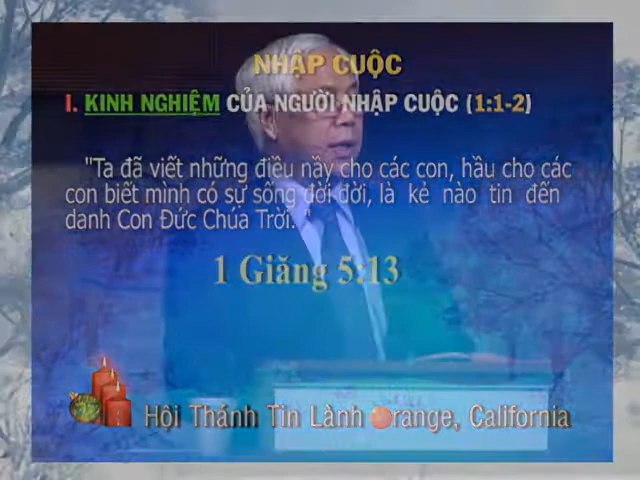 NHẬP CUỘC
I. KINH NGHIỆM CỦA NGƯỜI NHẬP CUỘC (1:1-2)
"Ta đã viết những điều nầy cho các con, hầu cho các
con biết mình có sự sống đời đời, là kẻ nào tin đến
danh Con Đức Chúa Trời. "
1 Giăng 5:13
Hội Thánh Tin Lành Orange, California